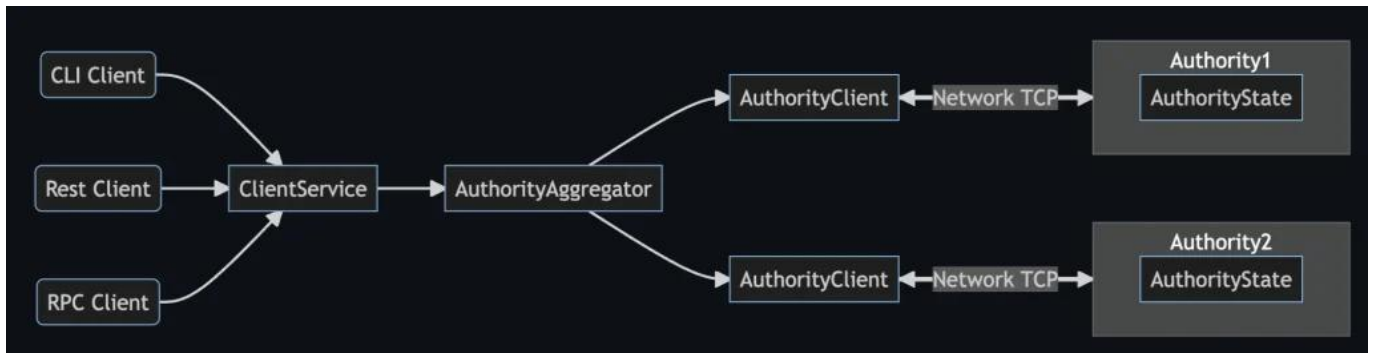 CLI Client
Rest Client
RPC Client
ClientService
AuthorityAggregator
AuthorityClient
Network TCP
Authority1
AuthorityState
AuthorityClient
Network TCP
Authority2
AuthorityState